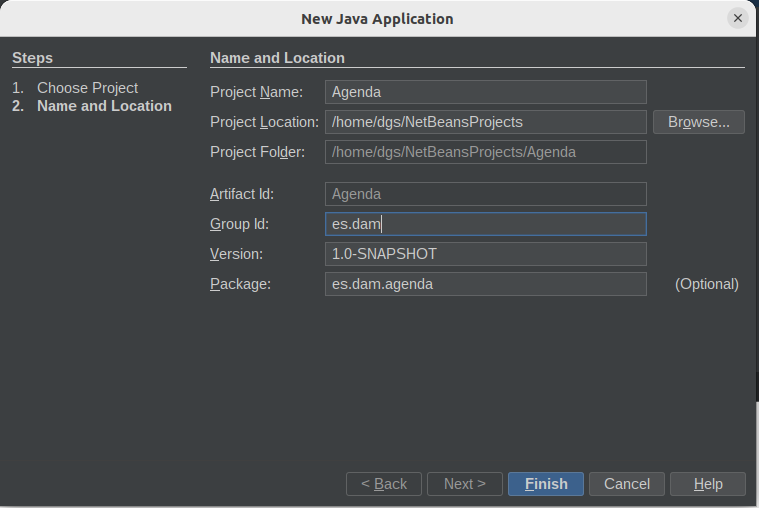 New Java Application
Steps
1. Choose Project
2. Name and Location
Name and Location
Project Name: Agenda
Project Location: /home/dgs/NetBeansProjects Browse...
Project Folder: /home/dgs/NetBeansProjects/Agenda
Artifact Id: Agenda
Group Id: es.dam
Version: 1.0-SNAPSHOT
Package: es.dam.agenda (Optional)
< Back Next > Finish Cancel Help